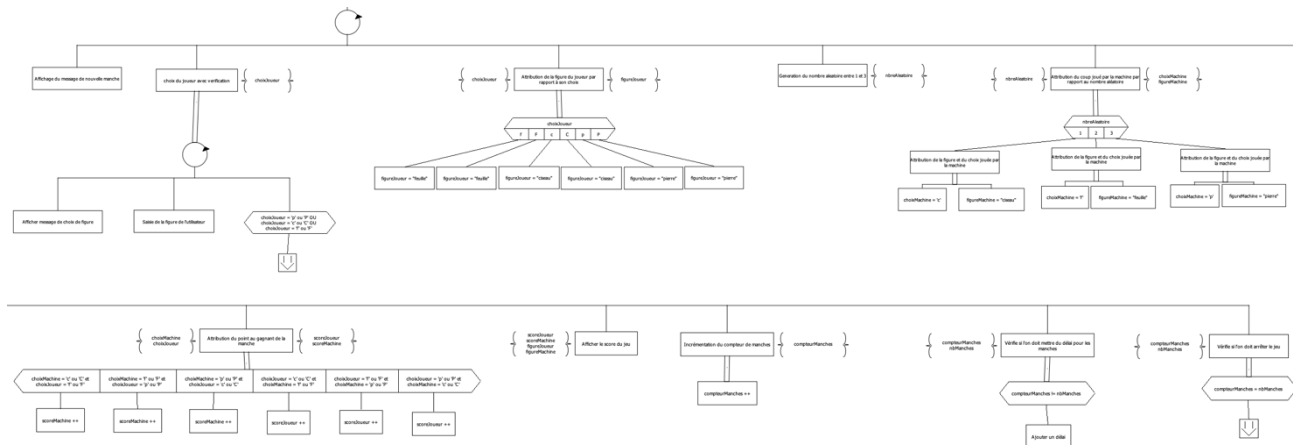 Affichage du message de nouvelle manche
choix du joueur avec verification
choixJoueur
choixJoueur
Attribution de la figure du joueur par
rapport à son choix
figureJoueur
Generation du nombre aléatoire entre 1 et 3
nbreAleatoire
nbreAleatoire
Attribution du coup joué par la machine par
rapport au nombre aléatoire
choixMachine
figureMachine
choixJoueur
f F c C p P
nbreAleatoire
1 2 3
Attribution de la figure et du choix jouée par
la machine
Attribution de la figure et du choix jouée par
la machine
Attribution de la figure et du choix jouée par
la machine
figureJoueur = "feuille"
figureJoueur = "feuille"
figureJoueur = "ciseau"
figureJoueur = "ciseau"
figureJoueur = "pierre"
figureJoueur = "pierre"
choixMachine = 'c'
figureMachine = "ciseau"
choixMachine = 'f'
figureMachine = "feuille"
choixMachine = 'p'
figureMachine = "pierre"
Afficher message de choix de figure
Saisie de la figure de l'utilisateur
choixJoueur = 'p' ou 'P' OU
choixJoueur = 'c' ou 'C' OU
choixJoueur = 'f' ou 'F'
choixMachine
choixJoueur
Attribution du point au gagnant de la
manche
scoreJoueur
scoreMachine
scoreJoueur
scoreMachine
figureJoueur
figureMachine
Afficher le score du jeu
Incrémentation du compteur de manches
compteurManches
compteurManches
nbManches
Vérifie si l'on doit mettre du délai pour les
manches
compteurManches
nbManches
Vérifie si l'on doit arrêter le jeu
choixMachine = 'c' ou 'C' et
choixJoueur = 'f' ou 'F'
choixMachine = 'f' ou 'F' et
choixJoueur = 'p' ou 'P'
choixMachine = 'p' ou 'P' et
choixJoueur = 'c' ou 'C'
choixJoueur = 'c' ou 'C' et
choixMachine = 'f' ou 'F'
choixJoueur = 'f' ou 'F' et
choixMachine = 'p' ou 'P'
choixJoueur = 'p' ou 'P' et
choixMachine = 'c' ou 'C'
scoreMachine ++
scoreMachine ++
scoreMachine ++
scoreJoueur ++
scoreJoueur ++
scoreJoueur ++
compteurManches ++
compteurManches != nbManches
Ajouter un délai
compteurManches = nbManches